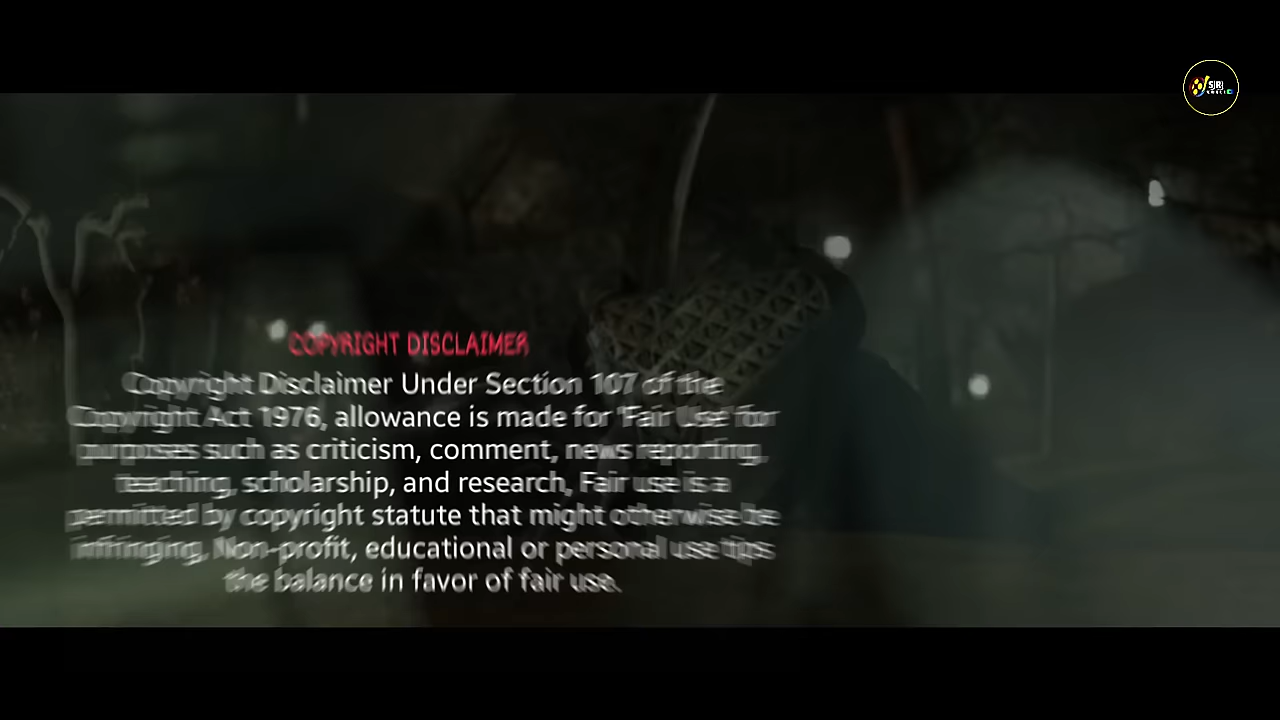 SR
COPYRIGHT DISCLAIMER
Copyright Disclaimer Under Section 107 of the
Copyright Act 1976, allowance is made for 'Fair Use' for
purposes such as criticism, comment, news reporting,
teaching, scholarship, and research, Fair use is a
permitted by copyright statute that might otherwise be
infringing, Non-profit, educational or personal use tips
the balance in favor of fair use.